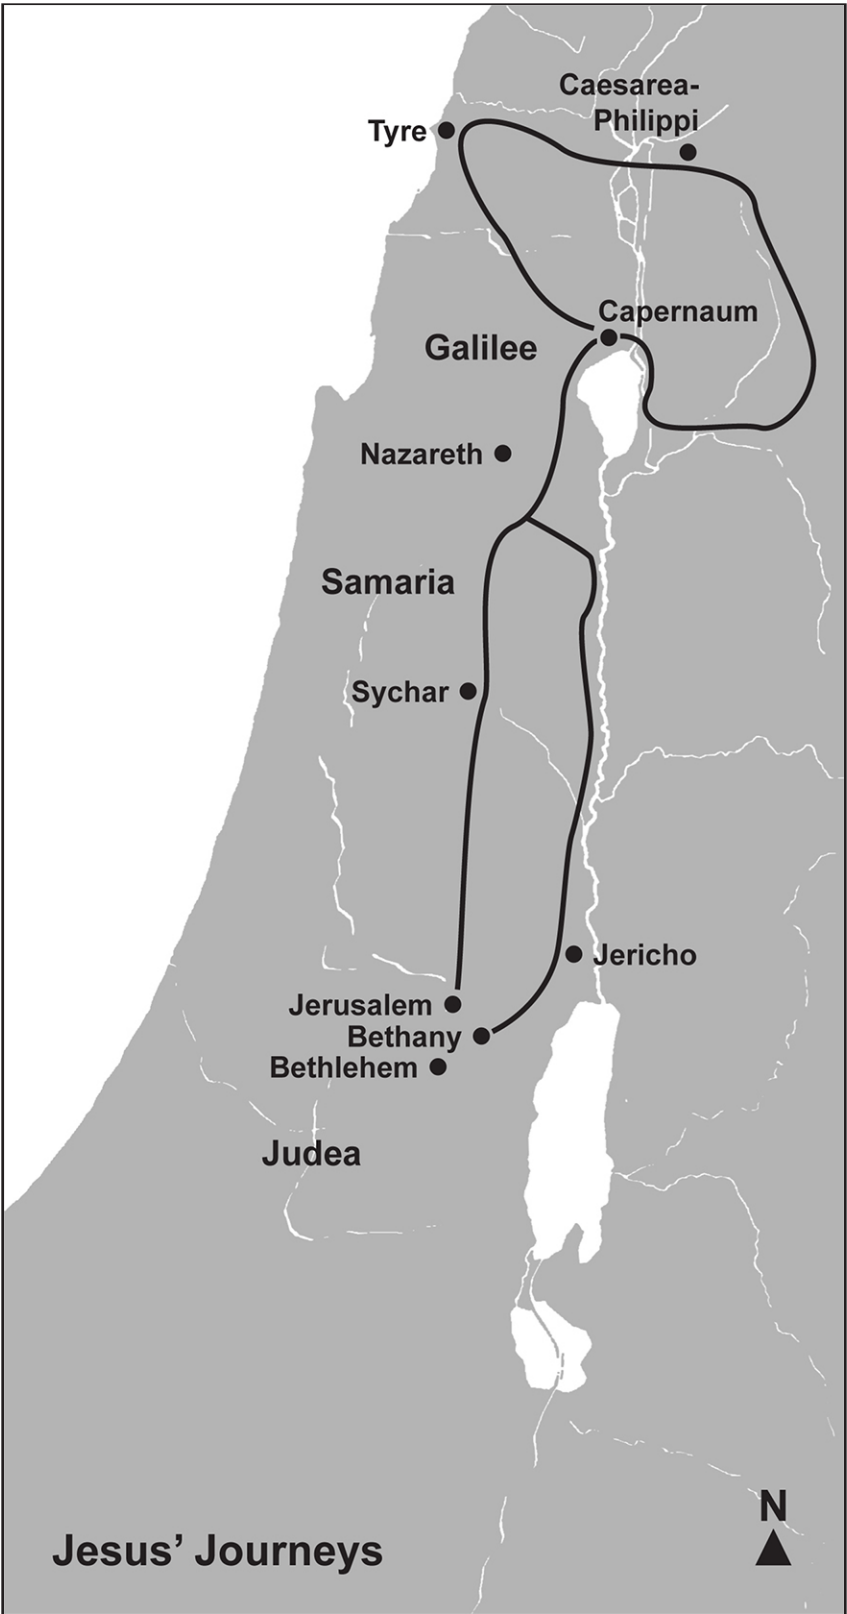 Caesarea-
Philippi
Tyre
Capernaum
Galilee
Nazareth
Samaria
Sychar
Jericho
Jerusalem
Bethany
Bethlehem
Judea
N
Jesus’ Journeys